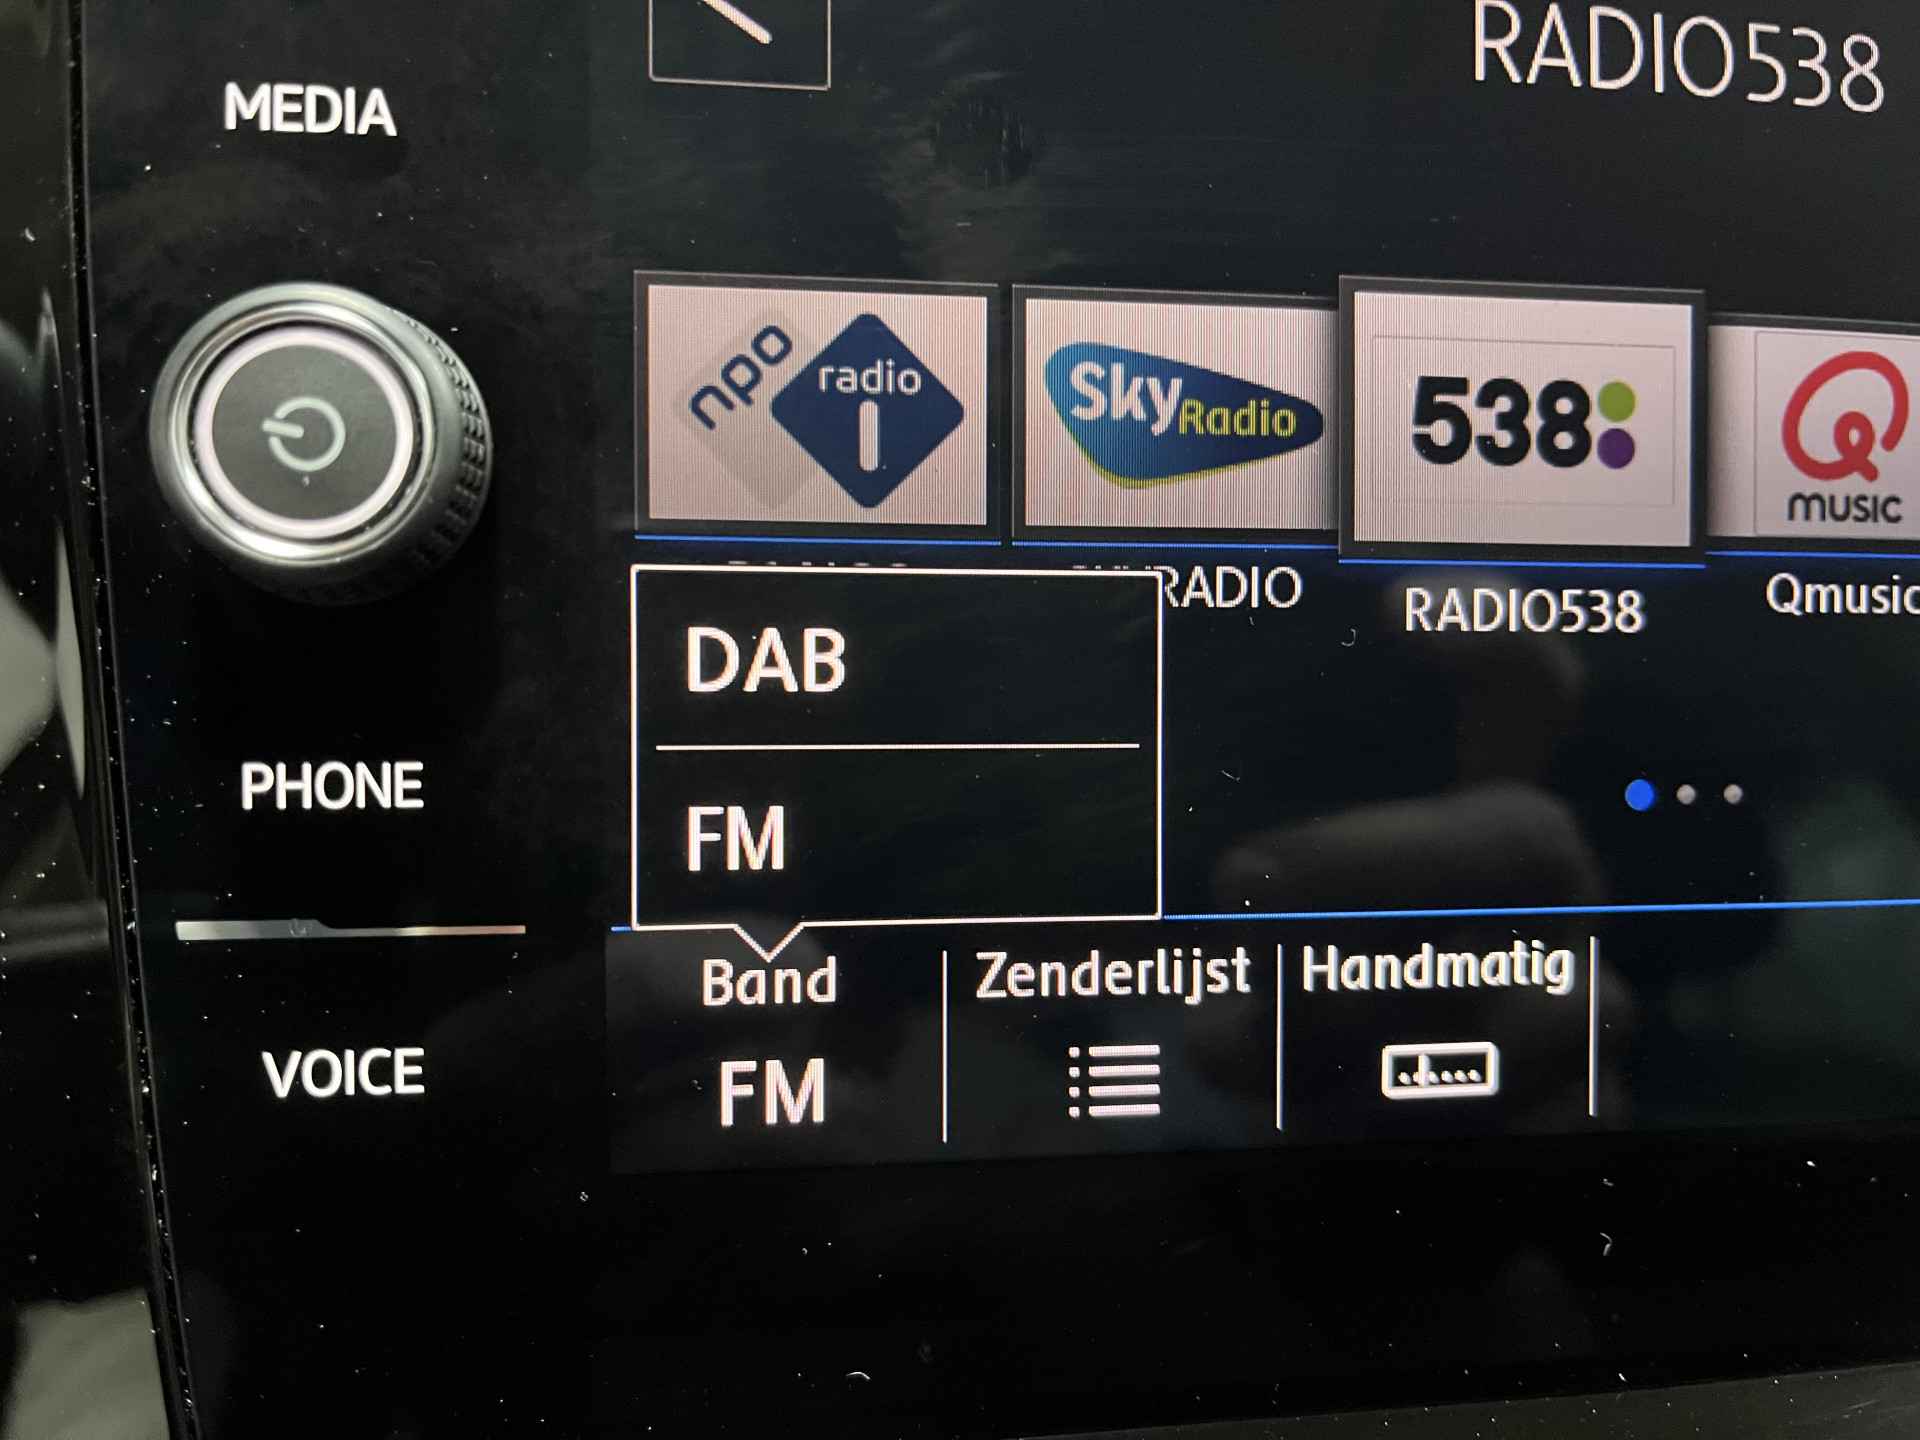 RADIO538
MEDIA
npo radio 1
Sky Radio
538
Q music
RADIO
RADIO538
Qmusic
DAB
FM
PHONE
Band
Zenderlijst
Handmatig
FM
VOICE